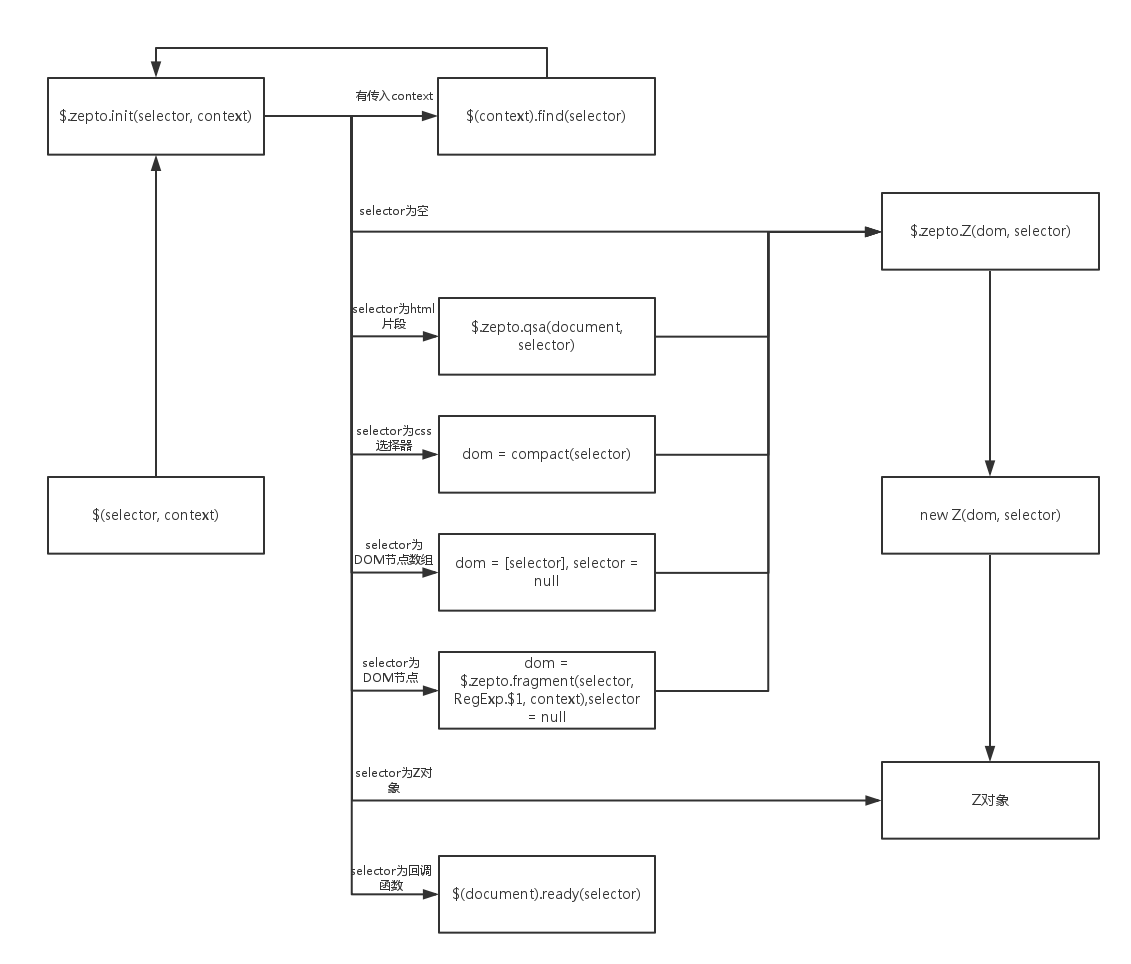 有传入context
$.zepto.init(selector, context)
$(context).find(selector)
selector为空
$.zepto.Z(dom, selector)
selector为html
片段
$.zepto.qsa(document,
selector)
selector为css
选择器
dom = compact(selector)
$(selector, context)
new Z(dom, selector)
selector为
DOM节点数组
dom = [selector], selector =
null
selector为
DOM节点
dom =
$.zepto.fragment(selector,
RegExp.$1, context),selector
= null
selector为Z对
象
Z对象
selector为回调
函数
$(document).ready(selector)